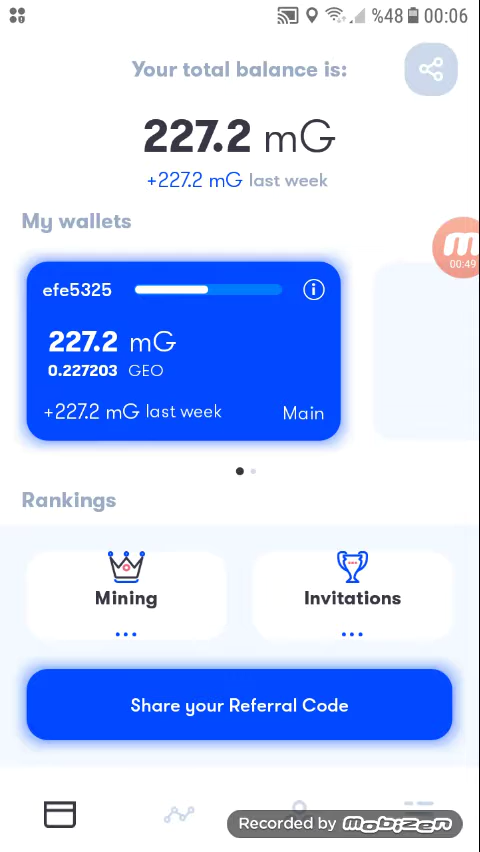 %48 00:06
Your total balance is:
227.2 mG
+227.2 mG last week
My wallets
00:49
efe5325
227.2 mG
0.227203 GEO
+227.2 mG last week Main
Rankings
Mining Invitations
Share your Referral Code
Recorded by mobizen